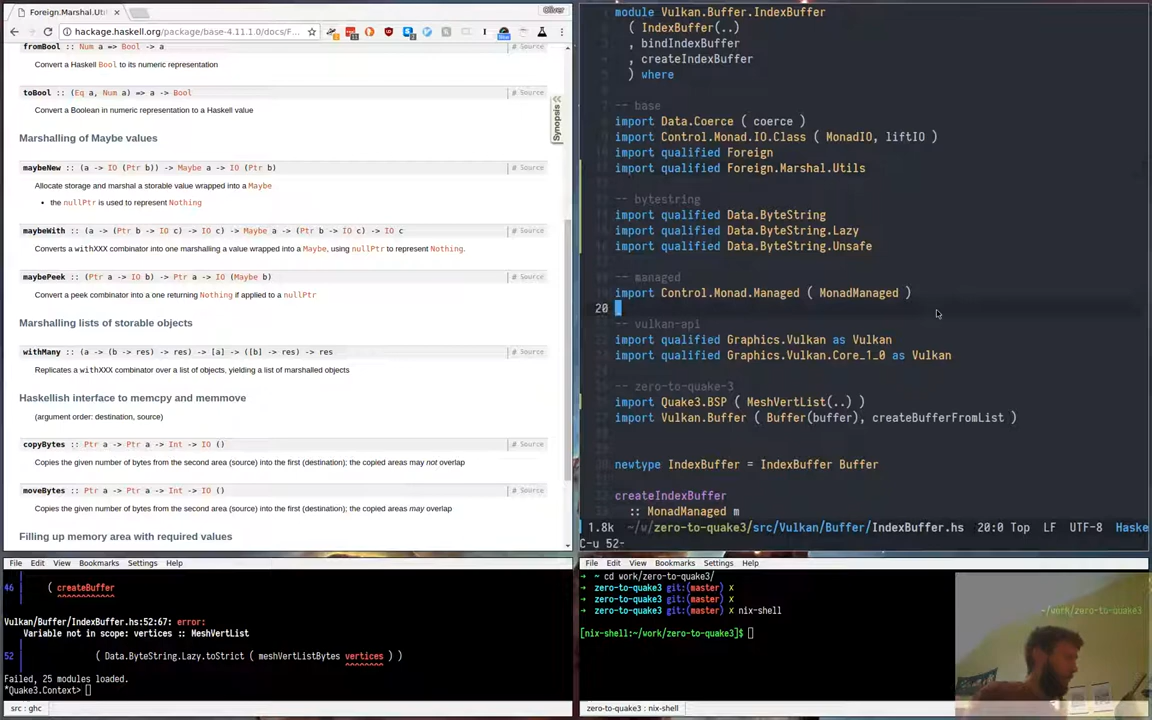 Foreign.Marshal.Uti
Oliver
hackage.haskell.org/package/base-4.11.1.0/docs/F...
fromBool :: Num a => Bool -> a
# Source
Convert a Haskell Bool to its numeric representation
toBool :: (Eq a, Num a) => a -> Bool
# Source
Convert a Boolean in numeric representation to a Haskell value
Synopsis
Marshalling of Maybe values
maybeNew :: (a -> IO (Ptr b)) -> Maybe a -> IO (Ptr b)
# Source
Allocate storage and marshal a storable value wrapped into a Maybe
• the nullPtr is used to represent Nothing
maybeWith :: (a -> (Ptr b -> IO c) -> IO c) -> Maybe a -> (Ptr b -> IO c) -> IO c
# Source
Converts a withXXX combinator into one marshalling a value wrapped into a Maybe, using nullPtr to represent Nothing.
maybePeek :: (Ptr a -> IO b) -> Ptr a -> IO (Maybe b)
# Source
Convert a peek combinator into a one returning Nothing if applied to a nullPtr
Marshalling lists of storable objects
withMany :: (a -> (b -> res) -> res) -> [a] -> ([b] -> res) -> res
# Source
Replicates a withXXX combinator over a list of objects, yielding a list of marshalled objects
Haskellish interface to memcpy and memmove
(argument order: destination, source)
copyBytes :: Ptr a -> Ptr a -> Int -> IO ()
# Source
Copies the given number of bytes from the second area (source) into the first (destination); the copied areas may not overlap
moveBytes :: Ptr a -> Ptr a -> Int -> IO ()
# Source
Copies the given number of bytes from the second area (source) into the first (destination); the copied areas may overlap
Filling up memory area with required values
module Vulkan.Buffer.IndexBuffer
( IndexBuffer(..)
, bindIndexBuffer
, createIndexBuffer
) where
-- base
import Data.Coerce ( coerce )
import Control.Monad.IO.Class ( MonadIO, liftIO )
import qualified Foreign
import qualified Foreign.Marshal.Utils
-- bytestring
import qualified Data.ByteString
import qualified Data.ByteString.Lazy
import qualified Data.ByteString.Unsafe
-- managed
import Control.Monad.Managed ( MonadManaged )
20
-- vulkan-api
import qualified Graphics.Vulkan as Vulkan
import qualified Graphics.Vulkan.Core_1_0 as Vulkan
-- zero-to-quake-3
import Quake3.BSP ( MeshVertList(..) )
import Vulkan.Buffer ( Buffer(buffer), createBufferFromList )
newtype IndexBuffer = IndexBuffer Buffer
createIndexBuffer
:: MonadManaged m
1.8k ~/w/zero-to-quake3/src/Vulkan/Buffer/IndexBuffer.hs 20:0 Top LF UTF-8 Haske
C-u 52-
File Edit View Bookmarks Settings Help
46 ( createBuffer
^^^^^^^^^^^^
Vulkan/Buffer/IndexBuffer.hs:52:67: error:
Variable not in scope: vertices :: MeshVertList
52 ( Data.ByteString.Lazy.toStrict ( meshVertListBytes vertices ) )
^^^^^^^^
Failed, 25 modules loaded.
*Quake3.Context>
src : ghc
File Edit View Bookmarks Settings Help
➜ ~ cd work/zero-to-quake3/
➜ zero-to-quake3 git:(master) ✗
➜ zero-to-quake3 git:(master) ✗
➜ zero-to-quake3 git:(master) ✗ nix-shell
~/work/zero-to-quake3
[nix-shell:~/work/zero-to-quake3]$
zero-to-quake3 : nix-shell